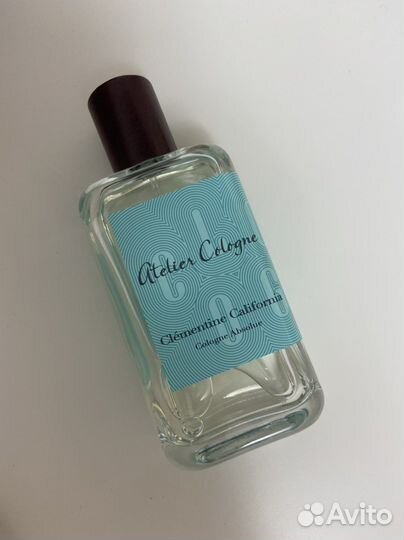 Atelier Cologne
Clémentine California
Cologne Absolue
Avito